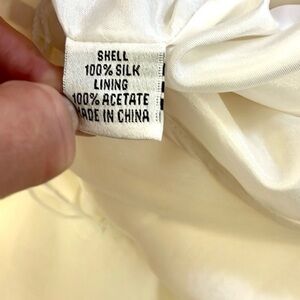 SHELL
100% SILK
LINING
100% ACETATE
MADE IN CHINA